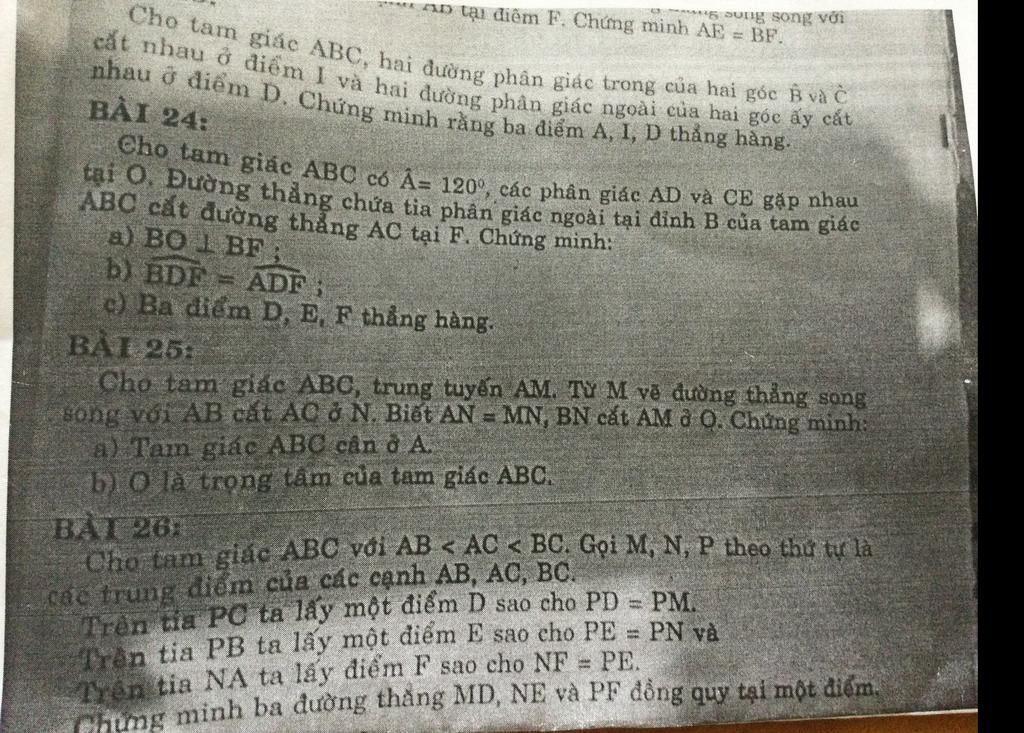 AB tại điểm F. Chứng minh AE = BF. song song với
Cho tam giác ABC, hai đường phân giác trong của hai góc B̂ và Ĉ
cắt nhau ở điểm I và hai đường phân giác ngoài của hai góc ấy cắt
nhau ở điểm D. Chứng minh rằng ba điểm A, I, D thẳng hàng.
BÀI 24:
Cho tam giác ABC có Â= 120⁰, các phân giác AD và CE gặp nhau
tại O. Đường thẳng chứa tia phân giác ngoài tại đỉnh B của tam giác
ABC cắt đường thẳng AC tại F. Chứng minh:
a) BO ⊥ BF ;
b) BDF = ADF ;
c) Ba điểm D, E, F thẳng hàng.
BÀI 25:
Cho tam giác ABC, trung tuyến AM. Từ M vẽ đường thẳng song
song với AB cắt AC ở N. Biết AN = MN, BN cắt AM ở O. Chứng minh:
a) Tam giác ABC cân ở A.
b) O là trọng tâm của tam giác ABC.
BÀI 26:
Cho tam giác ABC với AB < AC < BC. Gọi M, N, P theo thứ tự là
các trung điểm của các cạnh AB, AC, BC.
Trên tia PC ta lấy một điểm D sao cho PD = PM.
Trên tia PB ta lấy một điểm E sao cho PE = PN và
Trên tia NA ta lấy điểm F sao cho NF = PE.
Chứng minh ba đường thẳng MD, NE và PF đồng quy tại một điểm.